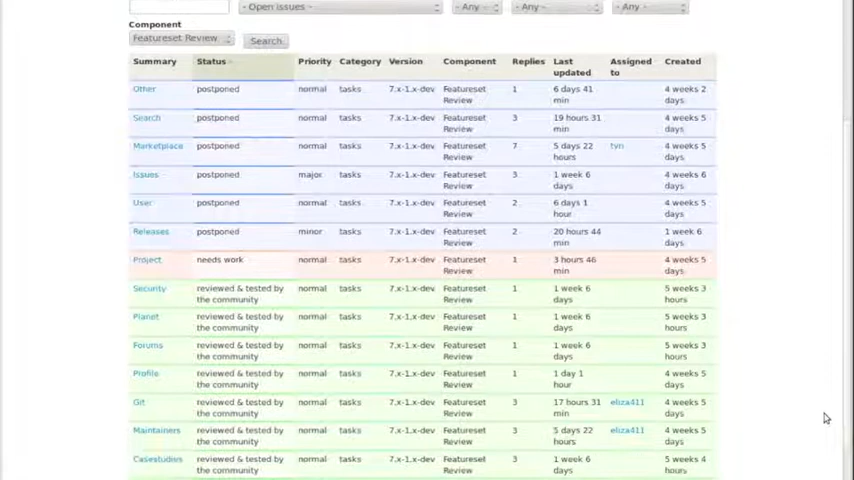 - Open issues -
- Any -
- Any -
- Any -
Component
Featureset Review
Search
Summary Status Priority Category Version Component Replies Last updated Assigned to Created
Other postponed normal tasks 7.x-1.x-dev Featureset Review 1 6 days 41 min 4 weeks 2 days
Search postponed normal tasks 7.x-1.x-dev Featureset Review 3 19 hours 31 min 4 weeks 5 days
Marketplace postponed normal tasks 7.x-1.x-dev Featureset Review 7 5 days 22 hours tvn 4 weeks 5 days
Issues postponed major tasks 7.x-1.x-dev Featureset Review 3 1 week 6 days 4 weeks 6 days
User postponed normal tasks 7.x-1.x-dev Featureset Review 2 6 days 1 hour 4 weeks 5 days
Releases postponed minor tasks 7.x-1.x-dev Featureset Review 2 20 hours 44 min 1 week 6 days
Project needs work normal tasks 7.x-1.x-dev Featureset Review 1 3 hours 46 min 4 weeks 5 days
Security reviewed & tested by the community normal tasks 7.x-1.x-dev Featureset Review 1 1 week 6 days 5 weeks 3 hours
Planet reviewed & tested by the community normal tasks 7.x-1.x-dev Featureset Review 1 1 week 6 days 5 weeks 3 hours
Forums reviewed & tested by the community normal tasks 7.x-1.x-dev Featureset Review 1 1 week 6 days 5 weeks 3 hours
Profile reviewed & tested by the community normal tasks 7.x-1.x-dev Featureset Review 1 1 day 1 hour 4 weeks 5 days
Git reviewed & tested by the community normal tasks 7.x-1.x-dev Featureset Review 3 17 hours 31 min eliza411 4 weeks 5 days
Maintainers reviewed & tested by the community normal tasks 7.x-1.x-dev Featureset Review 3 5 days 22 hours eliza411 4 weeks 5 days
Casestudies reviewed & tested by the community normal tasks 7.x-1.x-dev Featureset Review 3 1 week 6 days 5 weeks 4 hours